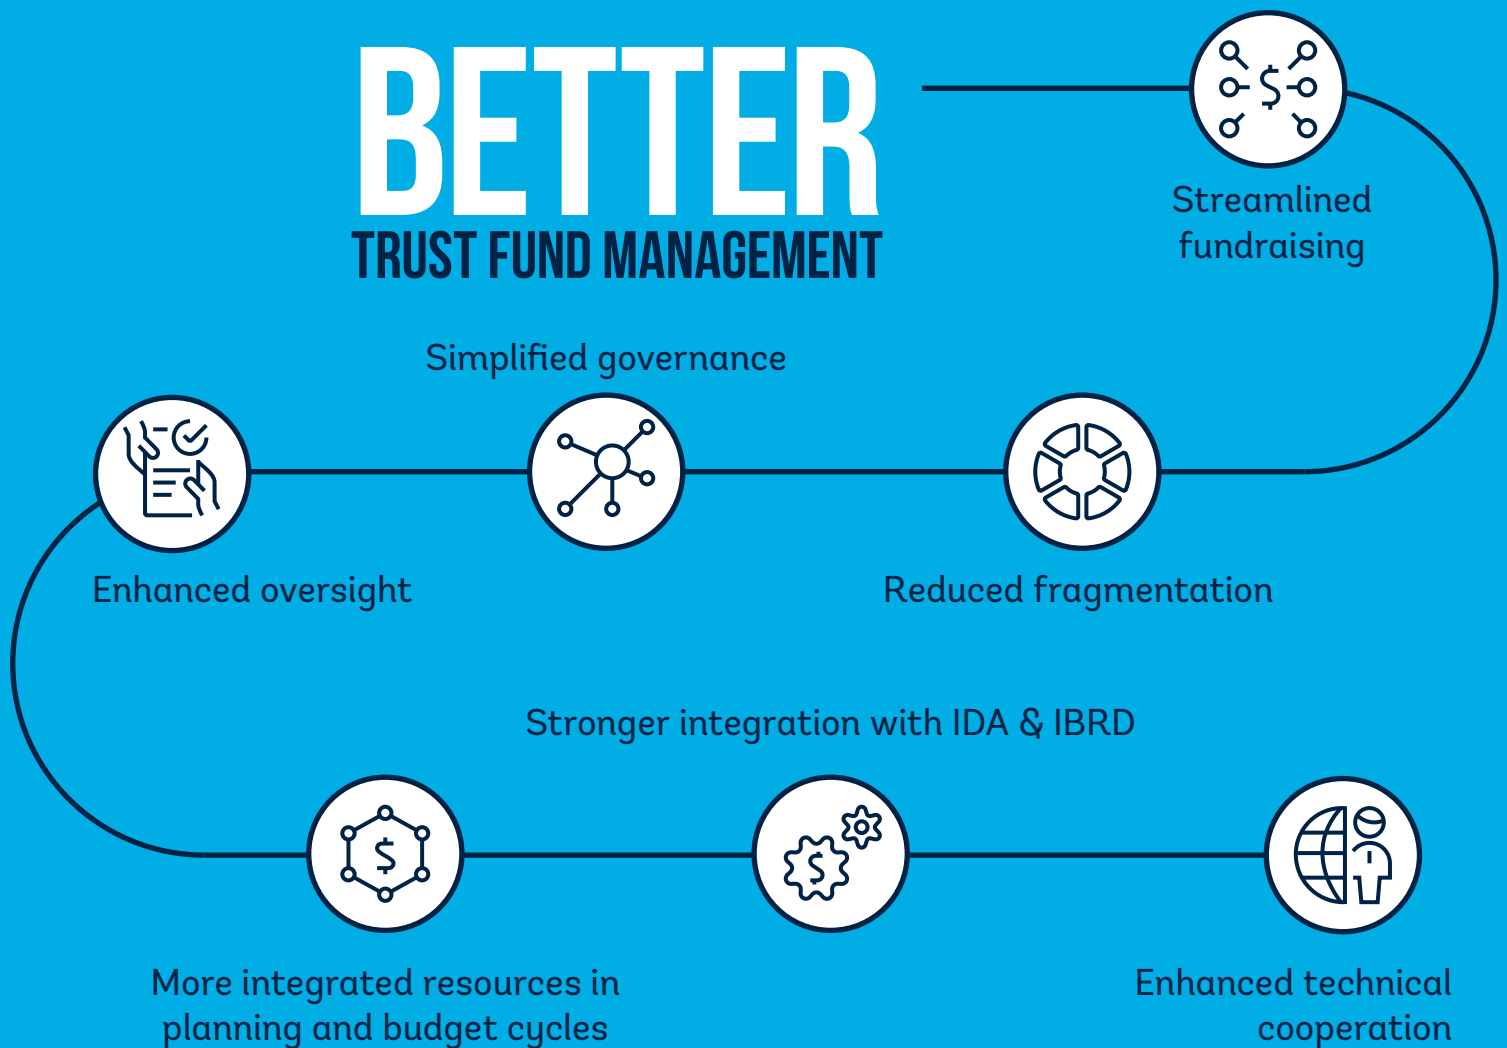 BETTER
TRUST FUND MANAGEMENT
Streamlined
fundraising
Simplified governance
Enhanced oversight
Reduced fragmentation
Stronger integration with IDA & IBRD
More integrated resources in
planning and budget cycles
Enhanced technical
cooperation